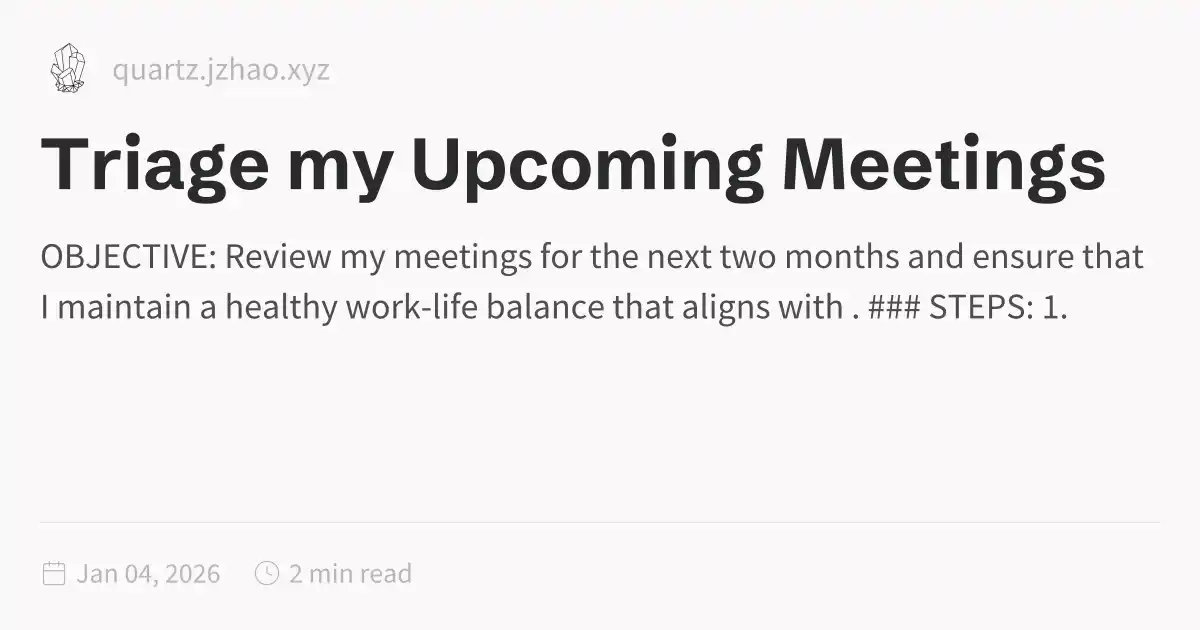 quartz.jzhao.xyz
Triage my Upcoming Meetings
OBJECTIVE: Review my meetings for the next two months and ensure that
I maintain a healthy work-life balance that aligns with . ### STEPS: 1.
Jan 04, 2026 2 min read